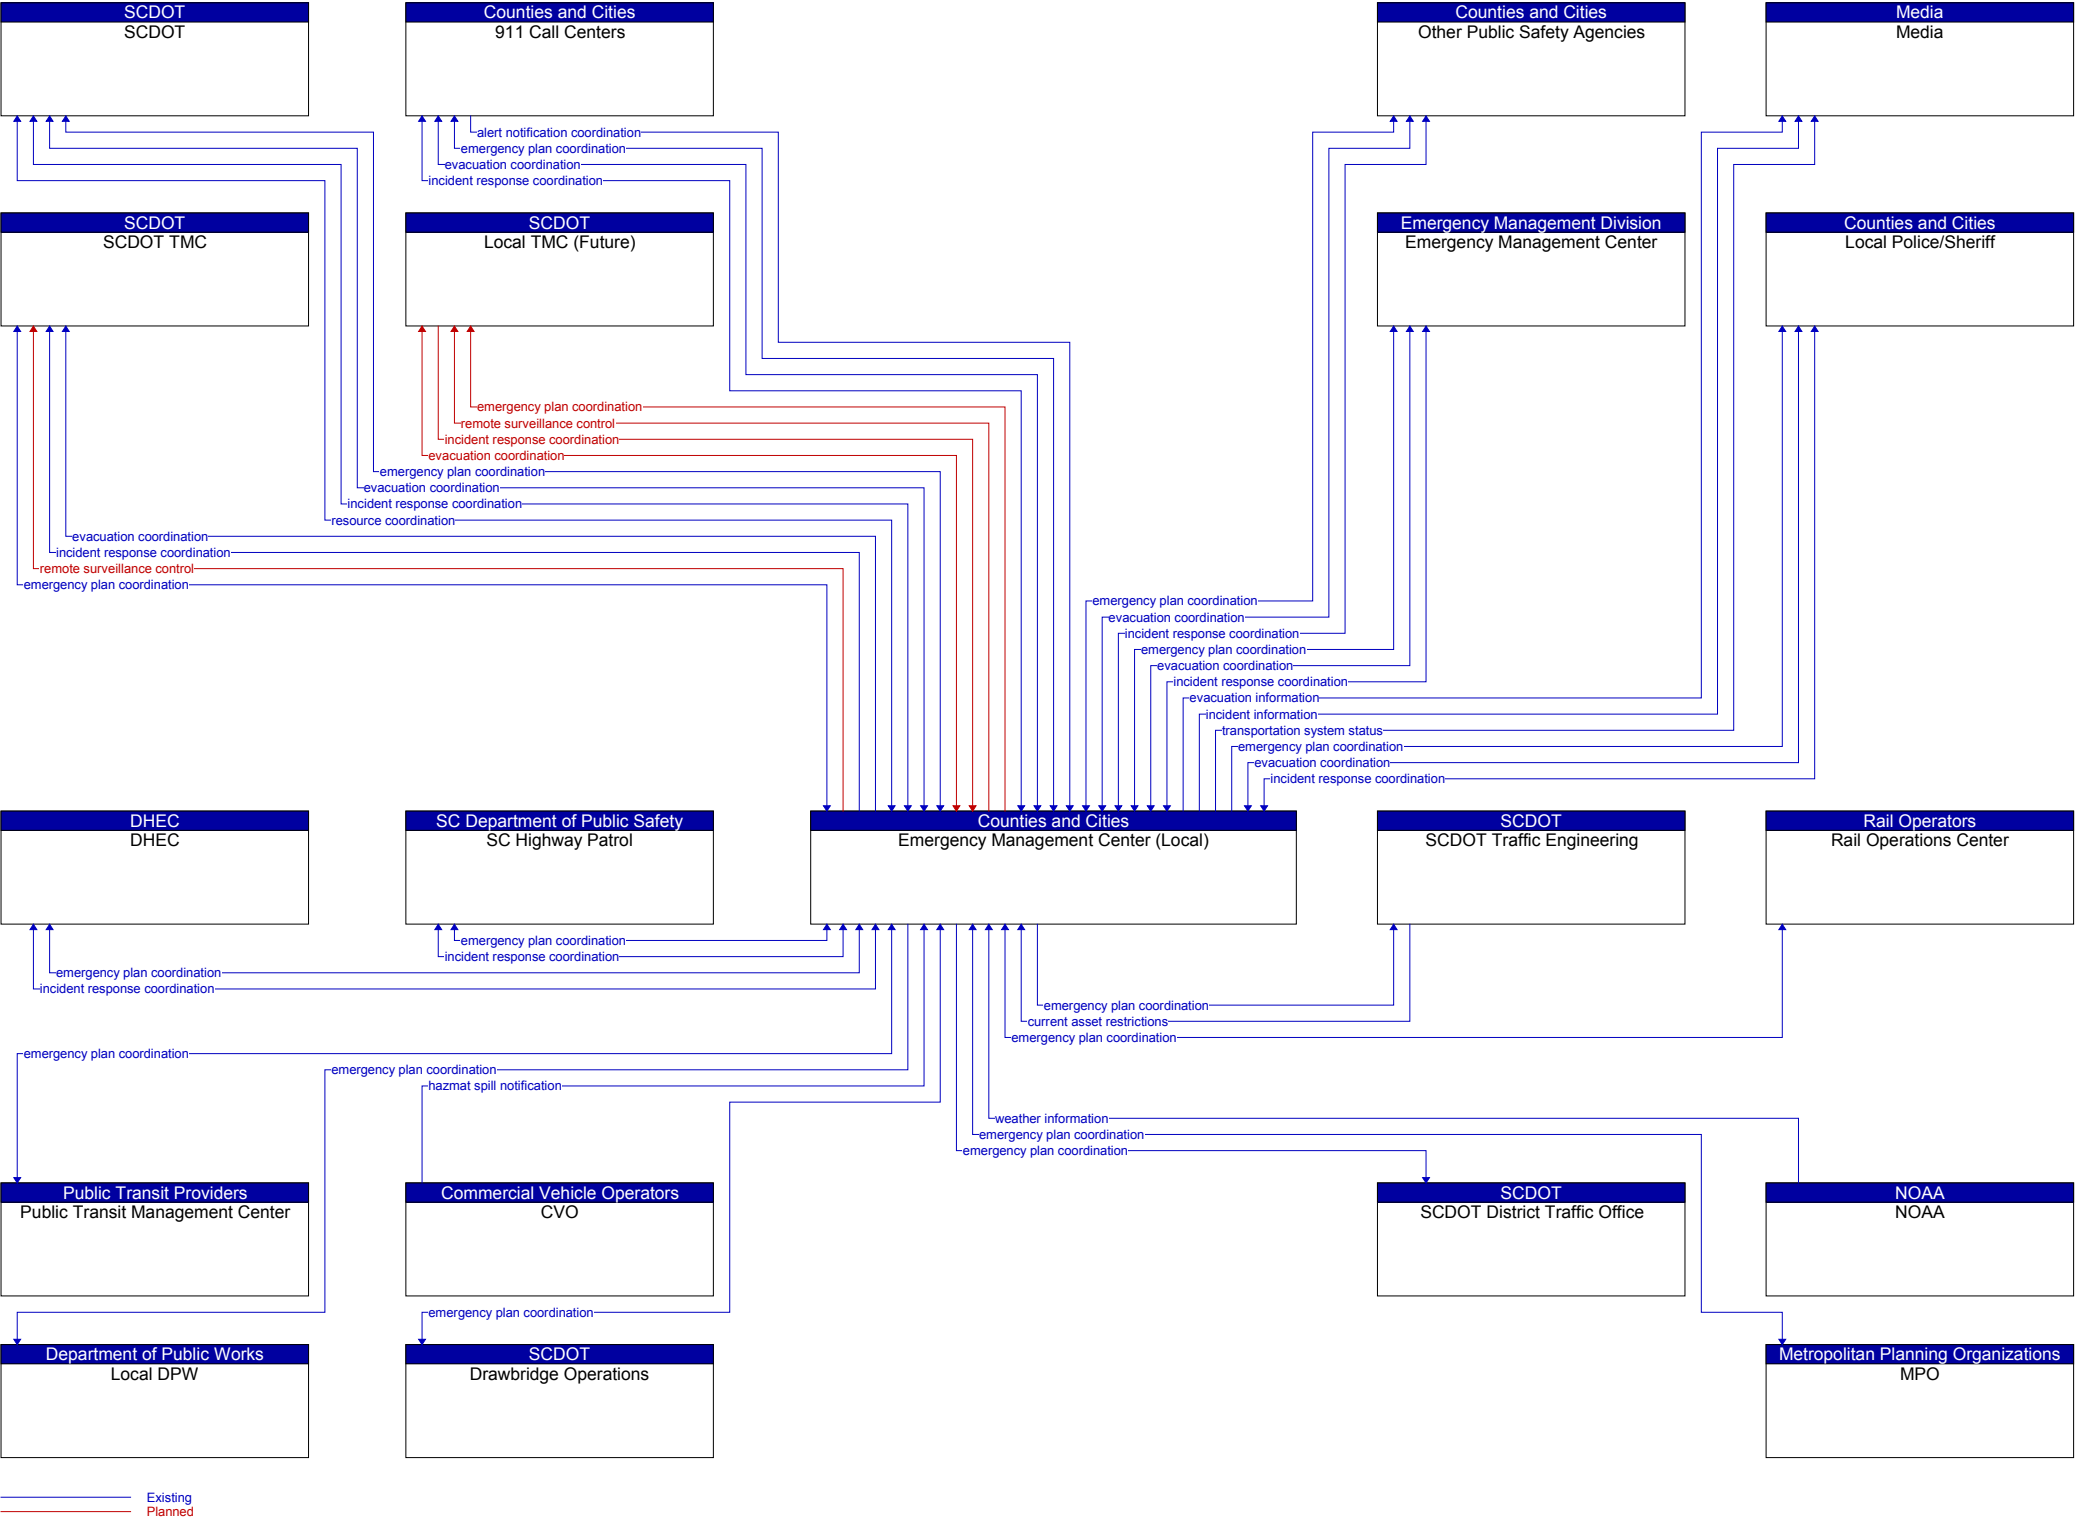 SCDOT
SCDOT
Counties and Cities
911 Call Centers
Counties and Cities
Other Public Safety Agencies
Media
Media
alert notification coordination
emergency plan coordination
evacuation coordination
incident response coordination
SCDOT
SCDOT TMC
SCDOT
Local TMC (Future)
Emergency Management Division
Emergency Management Center
Counties and Cities
Local Police/Sheriff
emergency plan coordination
remote surveillance control
incident response coordination
evacuation coordination
emergency plan coordination
evacuation coordination
incident response coordination
resource coordination
evacuation coordination
incident response coordination
remote surveillance control
emergency plan coordination
emergency plan coordination
evacuation coordination
incident response coordination
emergency plan coordination
evacuation coordination
incident response coordination
evacuation information
incident information
transportation system status
emergency plan coordination
evacuation coordination
incident response coordination
DHEC
DHEC
SC Department of Public Safety
SC Highway Patrol
Counties and Cities
Emergency Management Center (Local)
SCDOT
SCDOT Traffic Engineering
Rail Operators
Rail Operations Center
emergency plan coordination
incident response coordination
emergency plan coordination
incident response coordination
emergency plan coordination
current asset restrictions
emergency plan coordination
emergency plan coordination
emergency plan coordination
hazmat spill notification
weather information
emergency plan coordination
emergency plan coordination
Public Transit Providers
Public Transit Management Center
Commercial Vehicle Operators
CVO
SCDOT
SCDOT District Traffic Office
NOAA
NOAA
emergency plan coordination
Department of Public Works
Local DPW
SCDOT
Drawbridge Operations
Metropolitan Planning Organizations
MPO
Existing
Planned